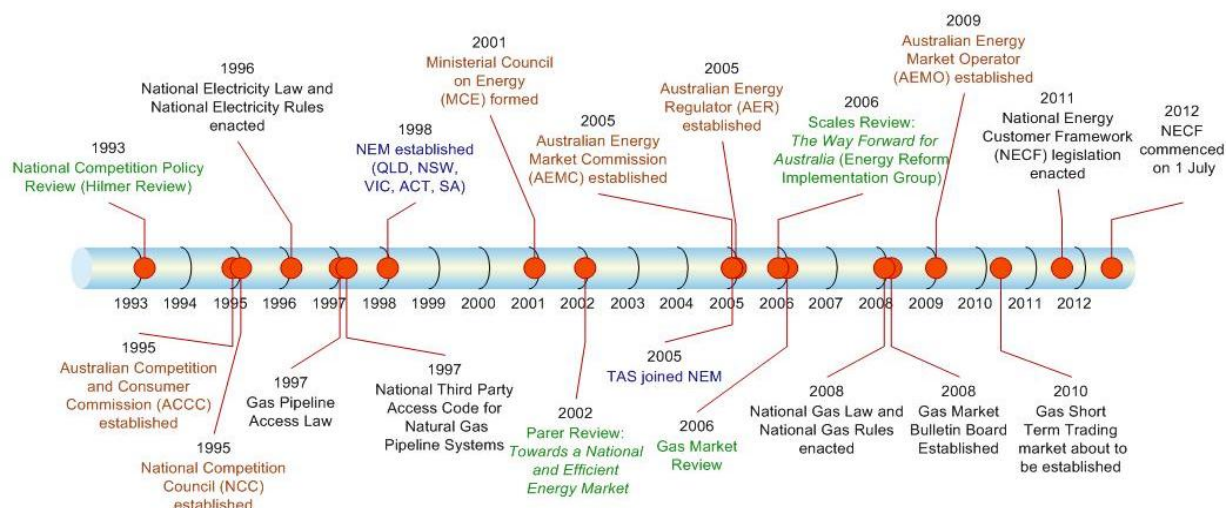 1993
National Competition Policy
Review (Hilmer Review)
1996
National Electricity Law and
National Electricity Rules
enacted
1998
NEM established
(QLD, NSW,
VIC, ACT, SA)
2001
Ministerial Council
on Energy
(MCE) formed
2005
Australian Energy
Market Commission
(AEMC) established
2005
Australian Energy
Regulator (AER)
established
2006
Scales Review:
The Way Forward for
Australia (Energy Reform
Implementation Group)
2009
Australian Energy
Market Operator
(AEMO) established
2011
National Energy
Customer Framework
(NECF) legislation
enacted
2012
NECF
commenced
on 1 July
1993 1994 1995 1996 1997 1998 1999 2000 2001 2002 2003 2004 2005 2006 2007 2008 2009 2010 2011 2012
1995
Australian Competition
and Consumer
Commission (ACCC)
established
1995
National Competition
Council (NCC)
established
1997
Gas Pipeline
Access Law
1997
National Third Party
Access Code for
Natural Gas
Pipeline Systems
2002
Parer Review:
Towards a National
and Efficient
Energy Market
2005
TAS joined NEM
2006
Gas Market
Review
2008
National Gas Law and
National Gas Rules
enacted
2008
Gas Market
Bulletin Board
Established
2010
Gas Short
Term Trading
market about to
be established